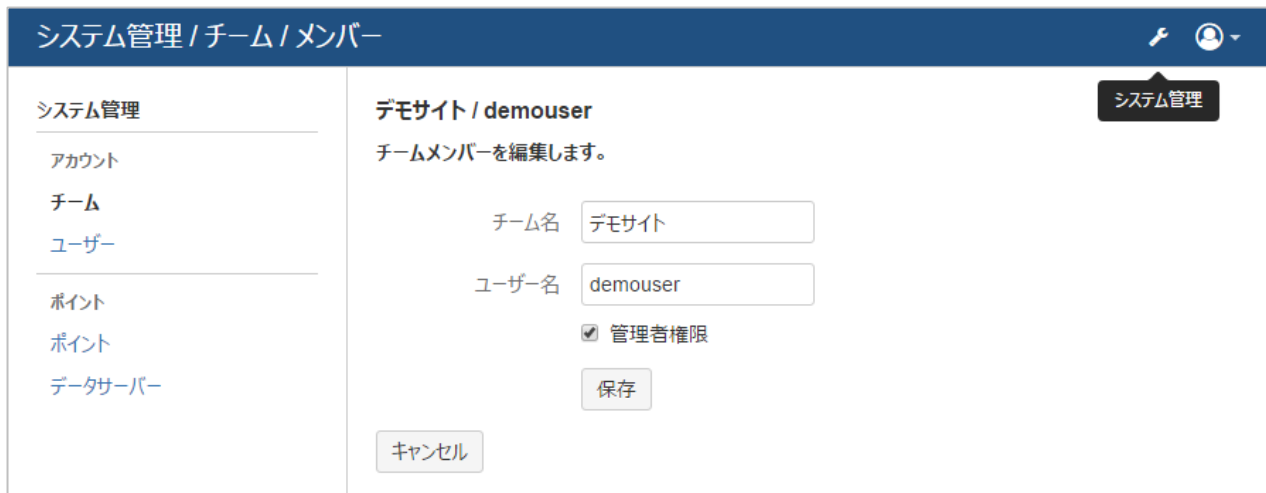 システム管理 / チーム / メンバー
システム管理
システム管理
アカウント
チーム
ユーザー
ポイント
ポイント
データサーバー
デモサイト / demouser
チームメンバーを編集します。
チーム名 デモサイト
ユーザー名 demouser
管理者権限
保存
キャンセル